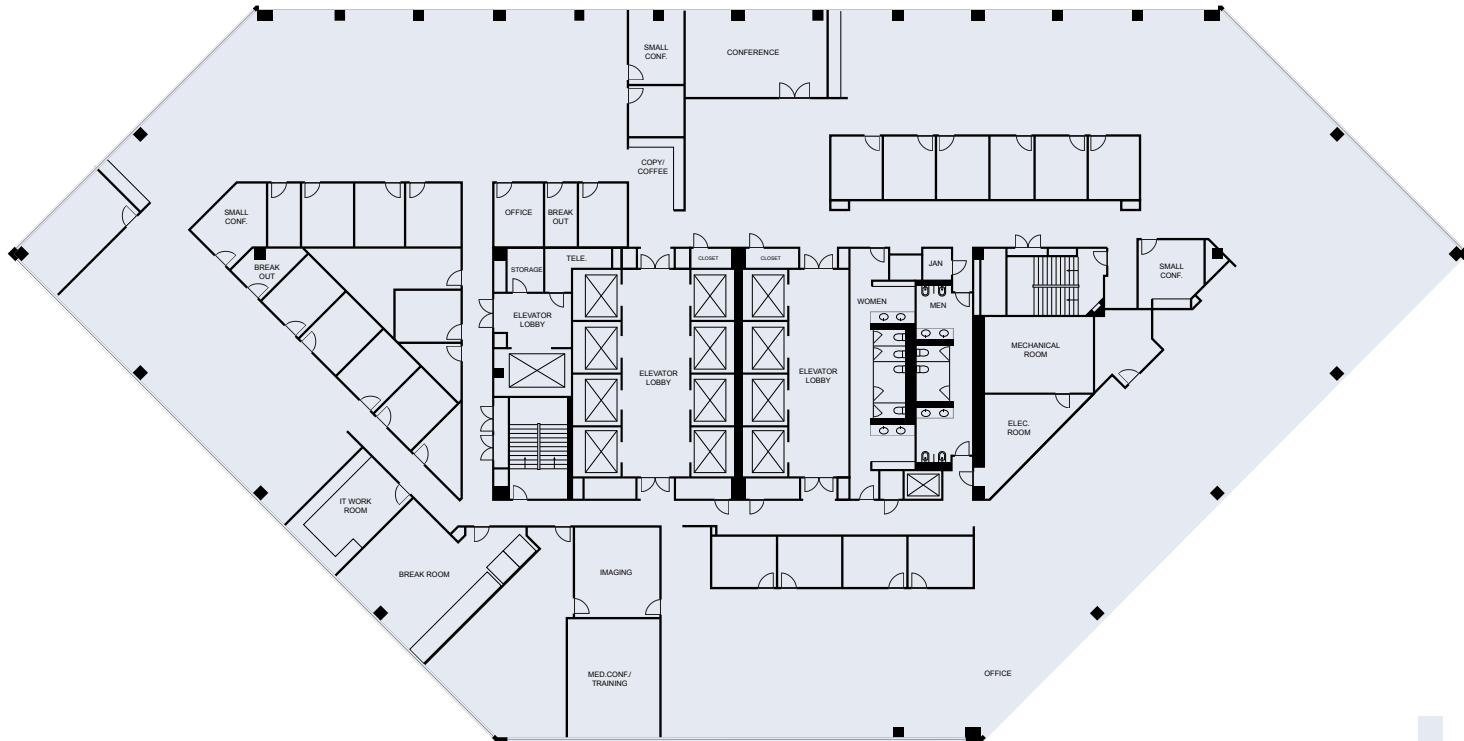 SMALL
CONF.
CONFERENCE
COPY/
COFFEE
SMALL
CONF.
OFFICE
BREAK
OUT
BREAK
OUT
STORAGE
TELE.
CLOSET
CLOSET
JAN
SMALL
CONF.
ELEVATOR
LOBBY
WOMEN
MEN
MECHANICAL
ROOM
ELEVATOR
LOBBY
ELEVATOR
LOBBY
ELEC.
ROOM
IT WORK
ROOM
BREAK ROOM
IMAGING
MED.CONF./
TRAINING
OFFICE